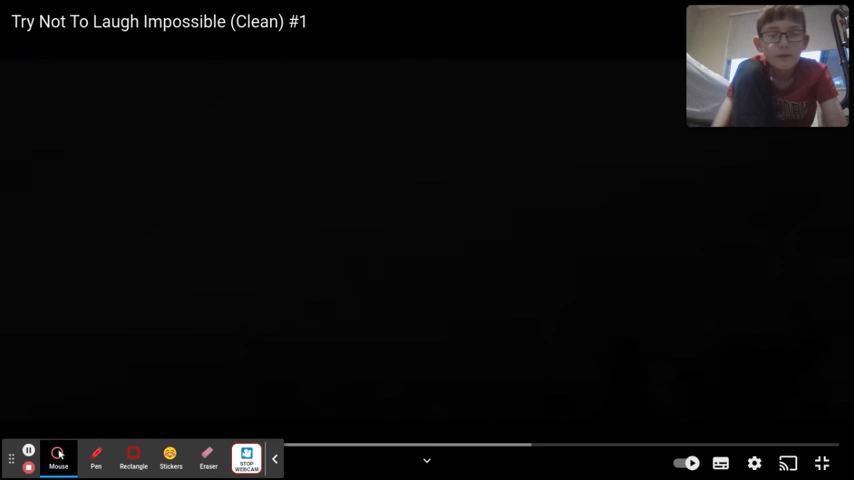 Try Not To Laugh Impossible (Clean) #1
Mouse
Pen
Rectangle
Stickers
Eraser
STOP
WEBCAM